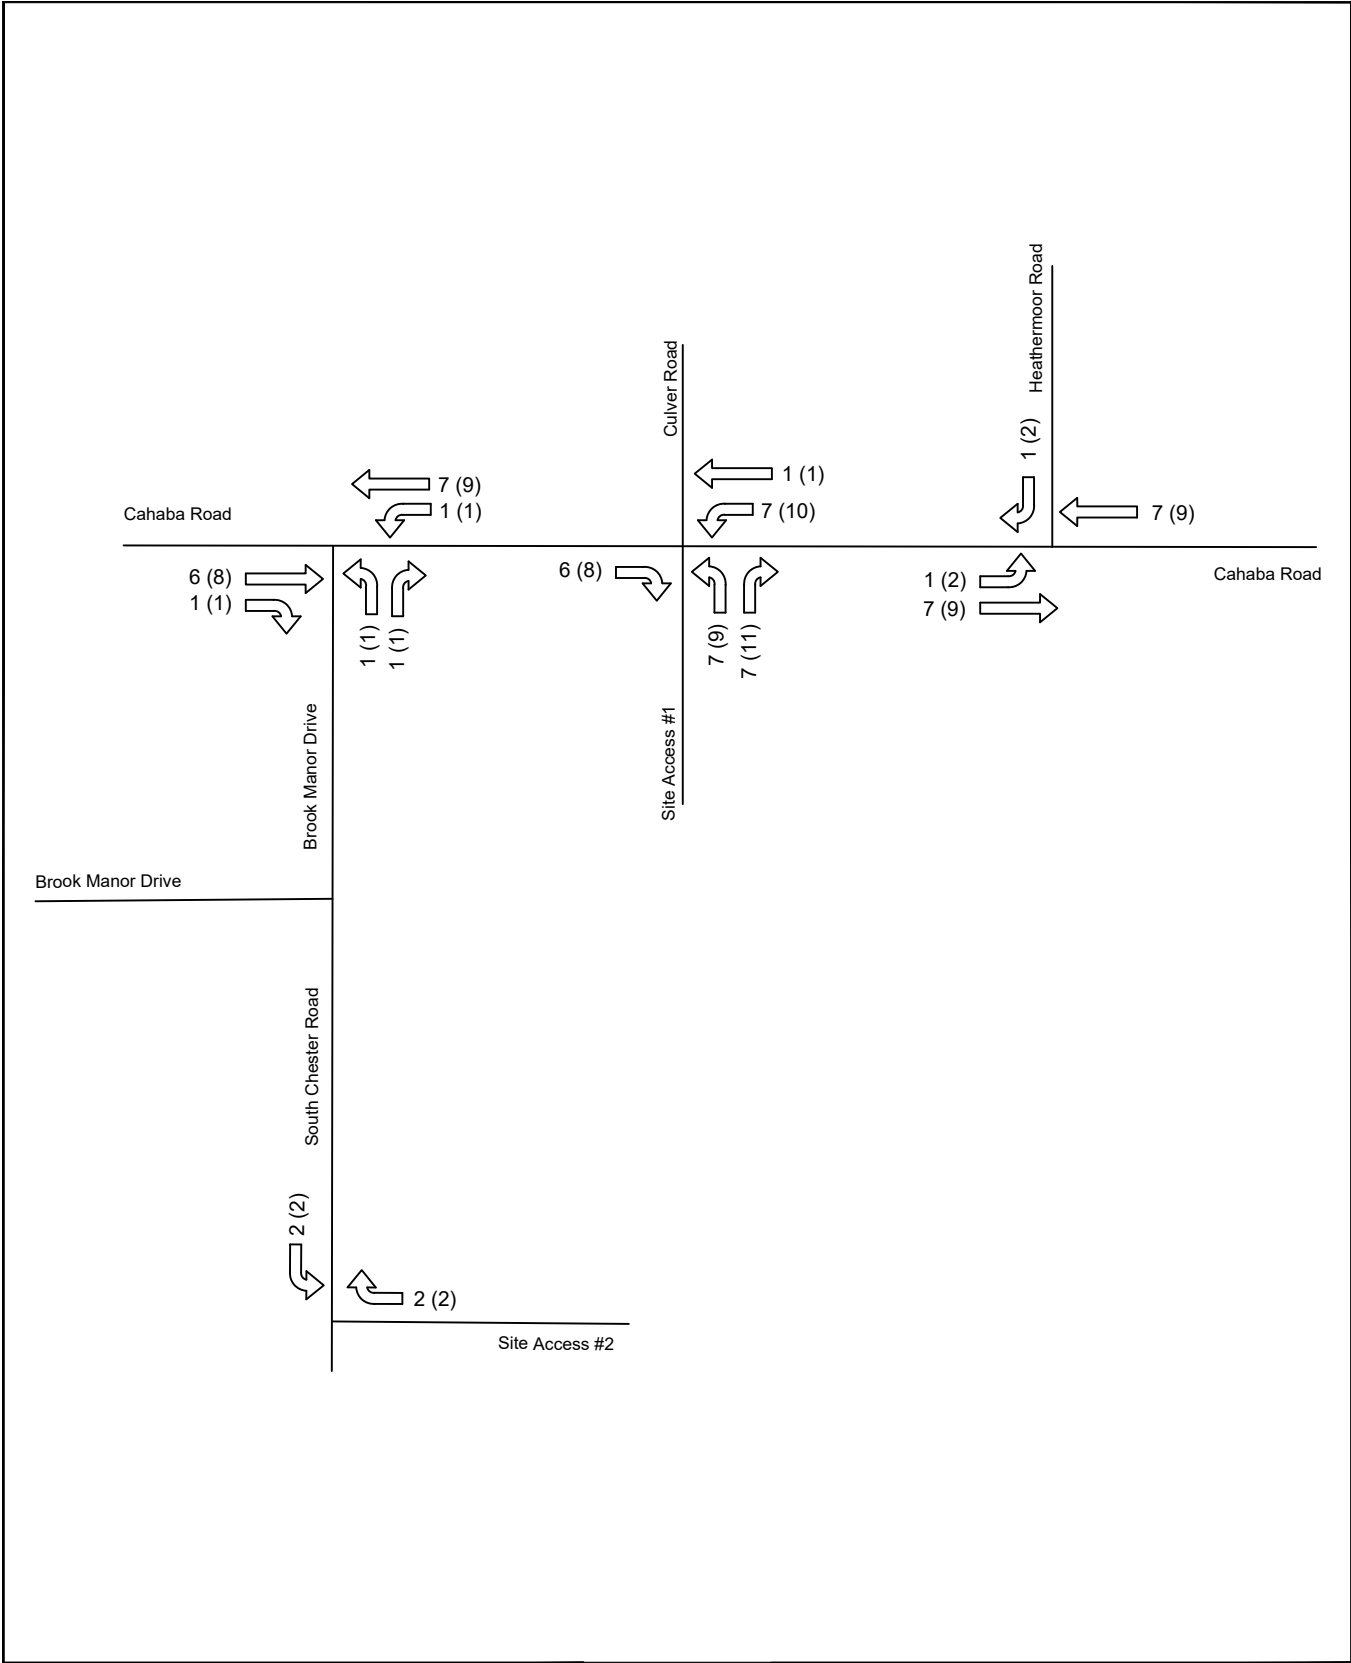 Heathermoor Road
Culver Road
1 (2)
7 (9)
1 (1)
1 (1)
7 (10)
Cahaba Road
7 (9)
6 (8)
1 (1)
6 (8)
1 (2)
7 (9)
Cahaba Road
1 (1)
1 (1)
7 (9)
7 (11)
Brook Manor Drive
Site Access #1
Brook Manor Drive
South Chester Road
2 (2)
2 (2)
Site Access #2